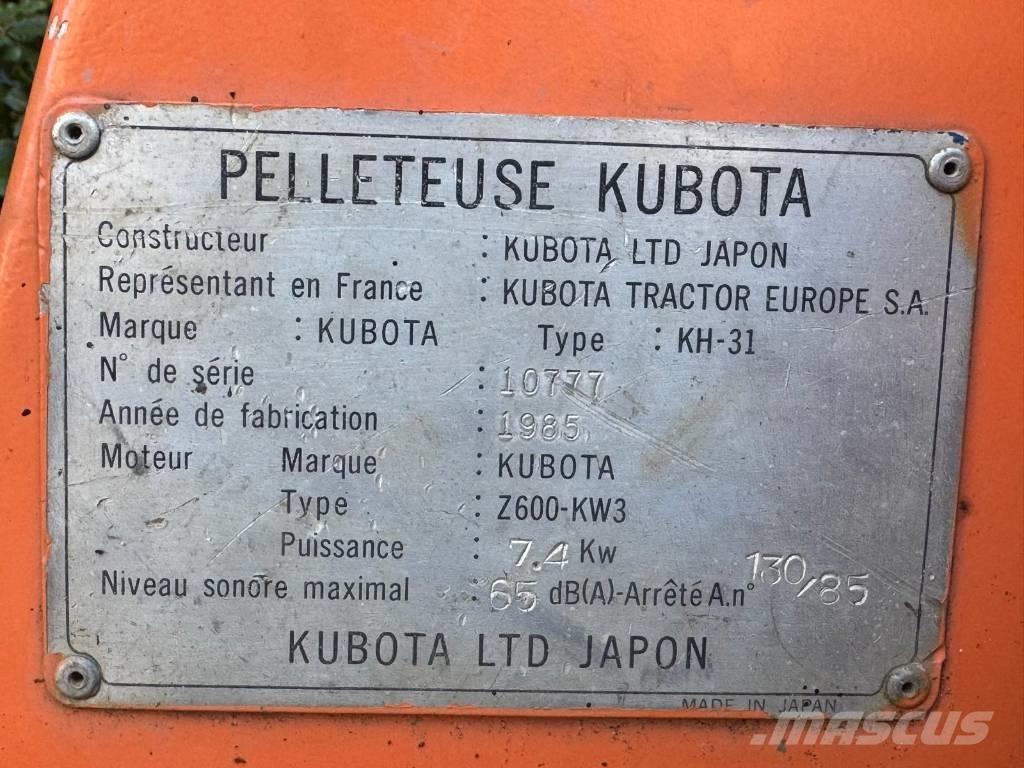 PELLETEUSE KUBOTA
Constructeur : KUBOTA LTD JAPON
Représentant en France : KUBOTA TRACTOR EUROPE S.A.
Marque : KUBOTA Type : KH-31
N° de série : 10777
Année de fabrication : 1985
Moteur Marque : KUBOTA
Type : Z600-KW3
Puissance : 7.4 Kw
Niveau sonore maximal : 65 dB(A)-Arrêté A.n° 130/85
KUBOTA LTD JAPON
MADE IN JAPAN
MASCUS